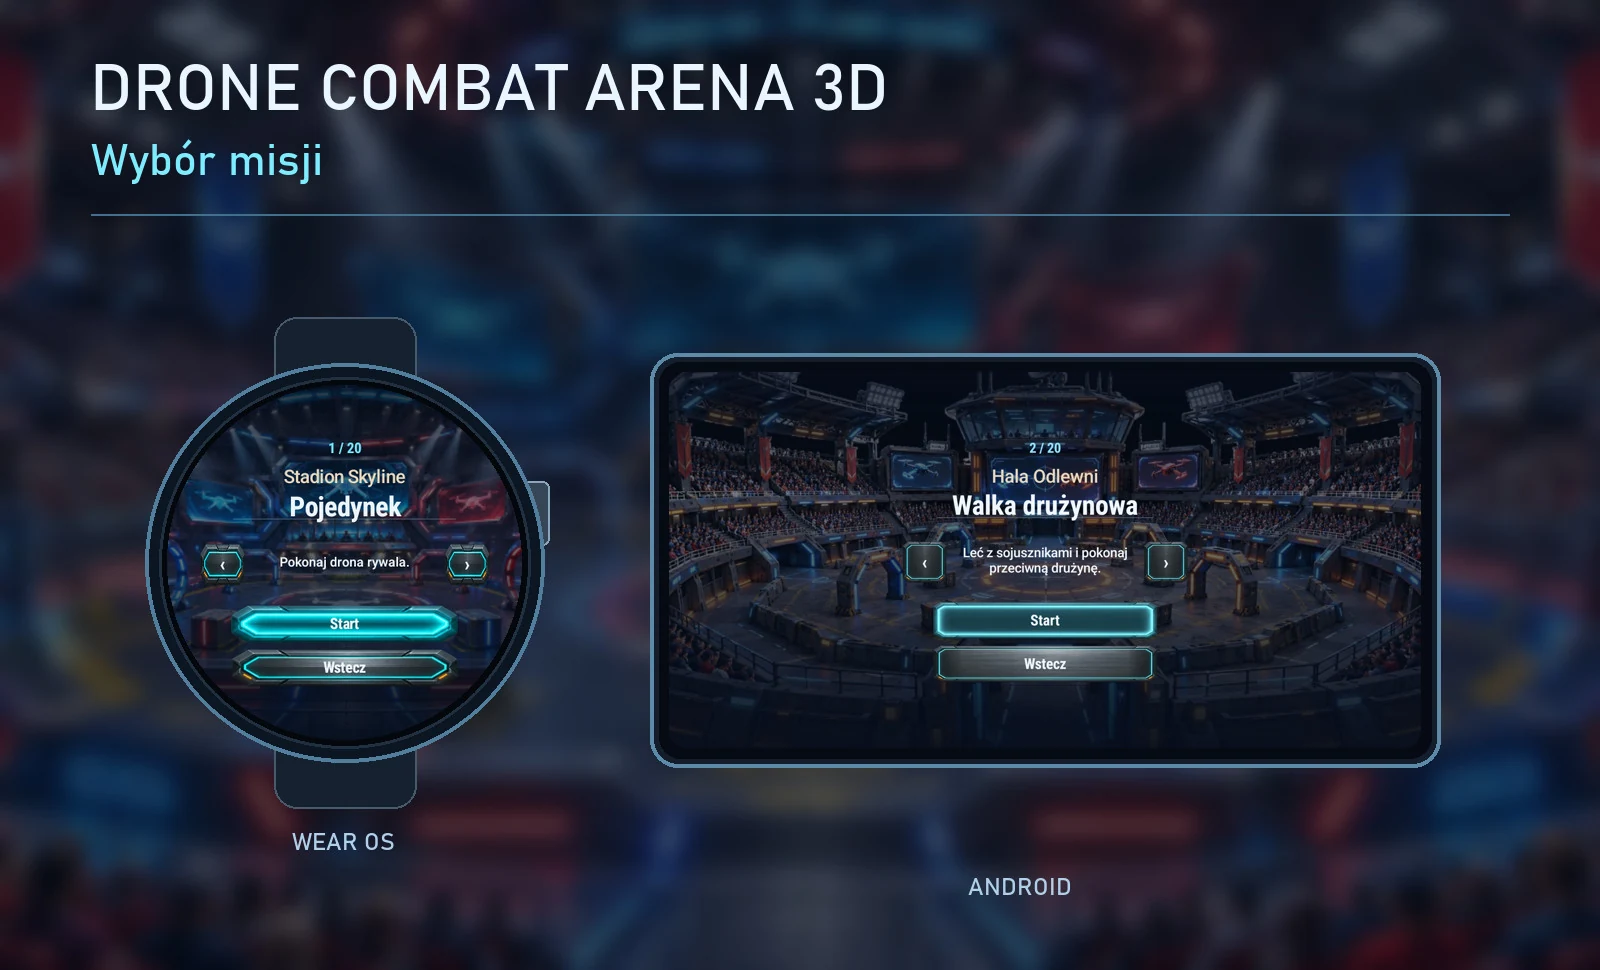 DRONE COMBAT ARENA 3D
Wybór misji
1 / 20
Stadion Skyline
Pojedynek
‹
Pokonaj drona rywala.
›
Start
Wstecz
WEAR OS
2 / 20
Hala Odlewni
Walka drużynowa
‹
Leć z sojusznikami i pokonaj
przeciwną drużynę.
›
Start
Wstecz
ANDROID